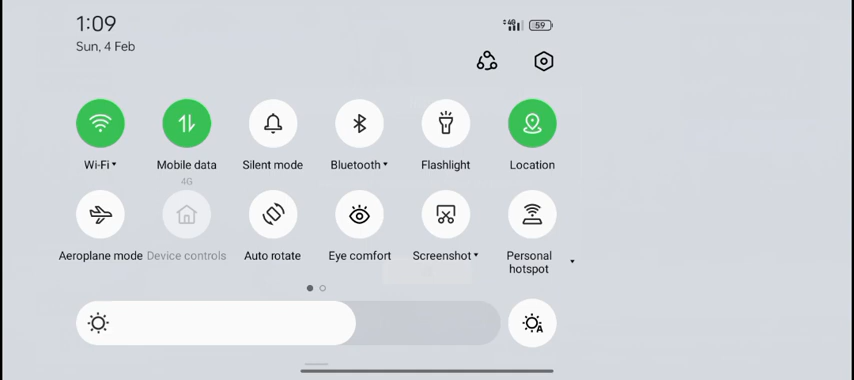 1:09
4G
59
Sun, 4 Feb
Wi-Fi
Mobile data
Silent mode
Bluetooth
Flashlight
Location
4G
Aeroplane mode
Device controls
Auto rotate
Eye comfort
Screenshot
Personal
hotspot
A